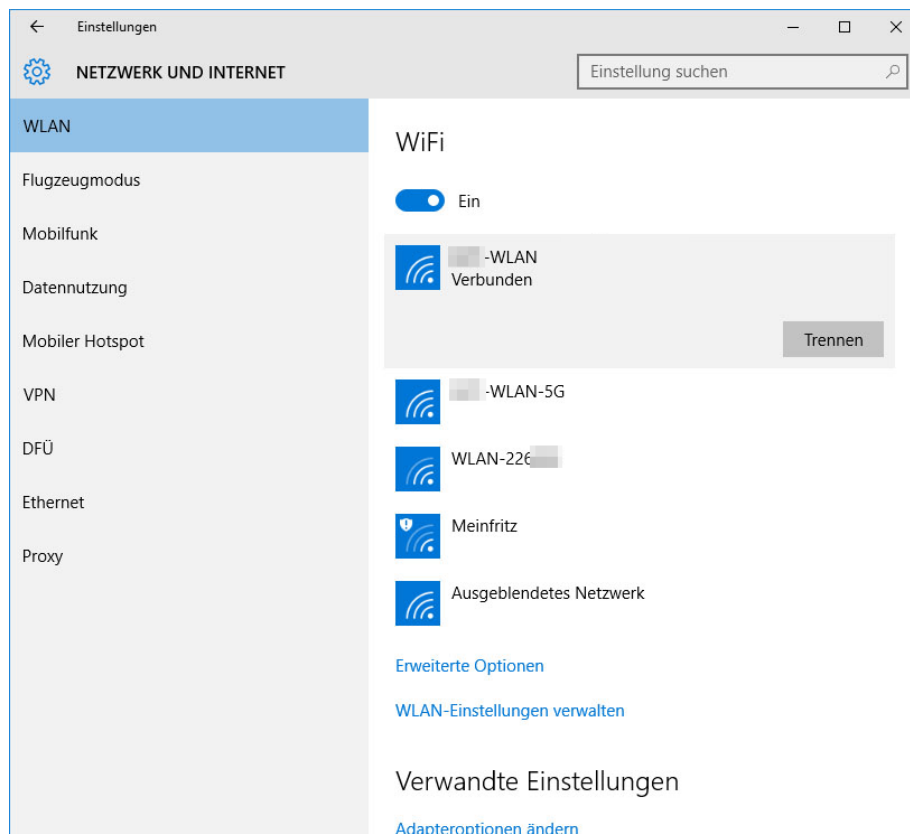 Einstellungen
NETZWERK UND INTERNET
Einstellung suchen
WLAN
Flugzeugmodus
Mobilfunk
Datennutzung
Mobiler Hotspot
VPN
DFÜ
Ethernet
Proxy
WiFi
Ein
-WLAN
Verbunden
Trennen
-WLAN-5G
WLAN-226
Meinfritz
Ausgeblendetes Netzwerk
Erweiterte Optionen
WLAN-Einstellungen verwalten
Verwandte Einstellungen
Adapteroptionen ändern